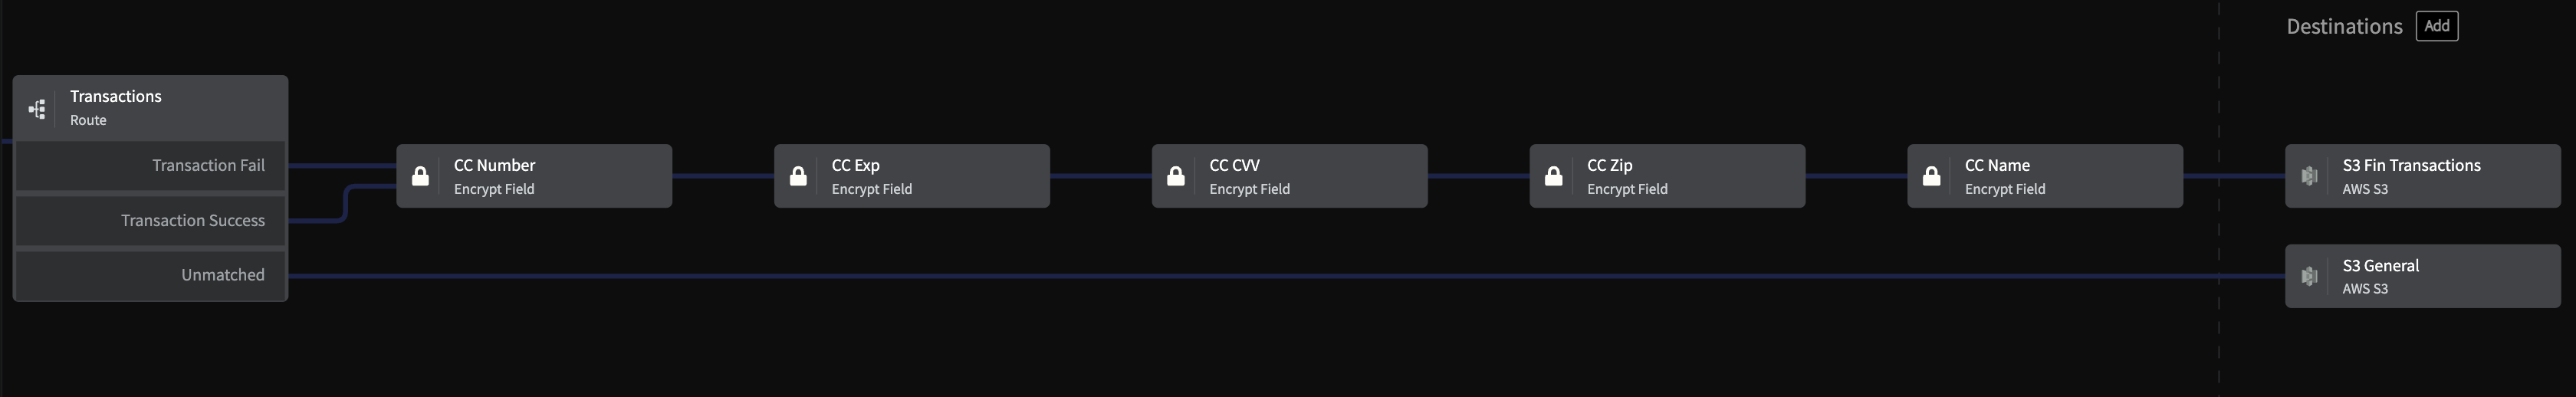 Destinations
Add
Transactions
Route
Transaction Fail
Transaction Success
Unmatched
CC Number
Encrypt Field
CC Exp
Encrypt Field
CC CVV
Encrypt Field
CC Zip
Encrypt Field
CC Name
Encrypt Field
S3 Fin Transactions
AWS S3
S3 General
AWS S3